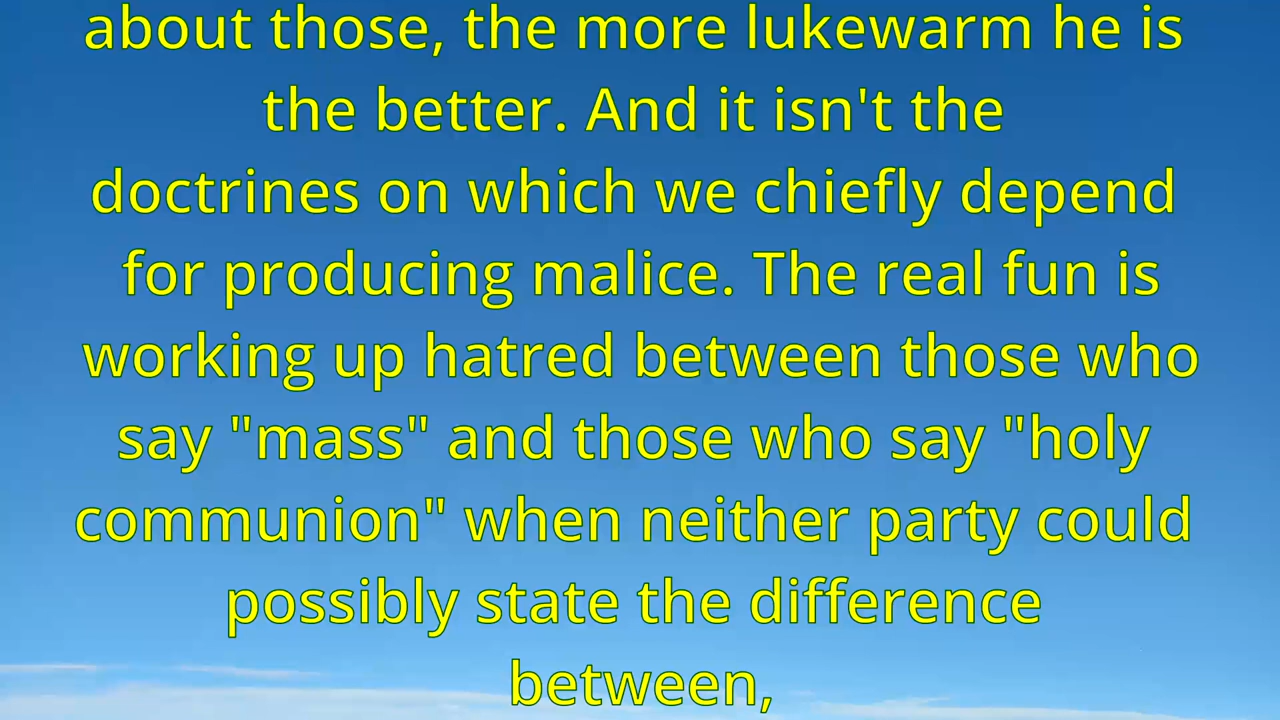 about those, the more lukewarm he is
the better. And it isn't the
doctrines on which we chiefly depend
for producing malice. The real fun is
working up hatred between those who
say "mass" and those who say "holy
communion" when neither party could
possibly state the difference
between,